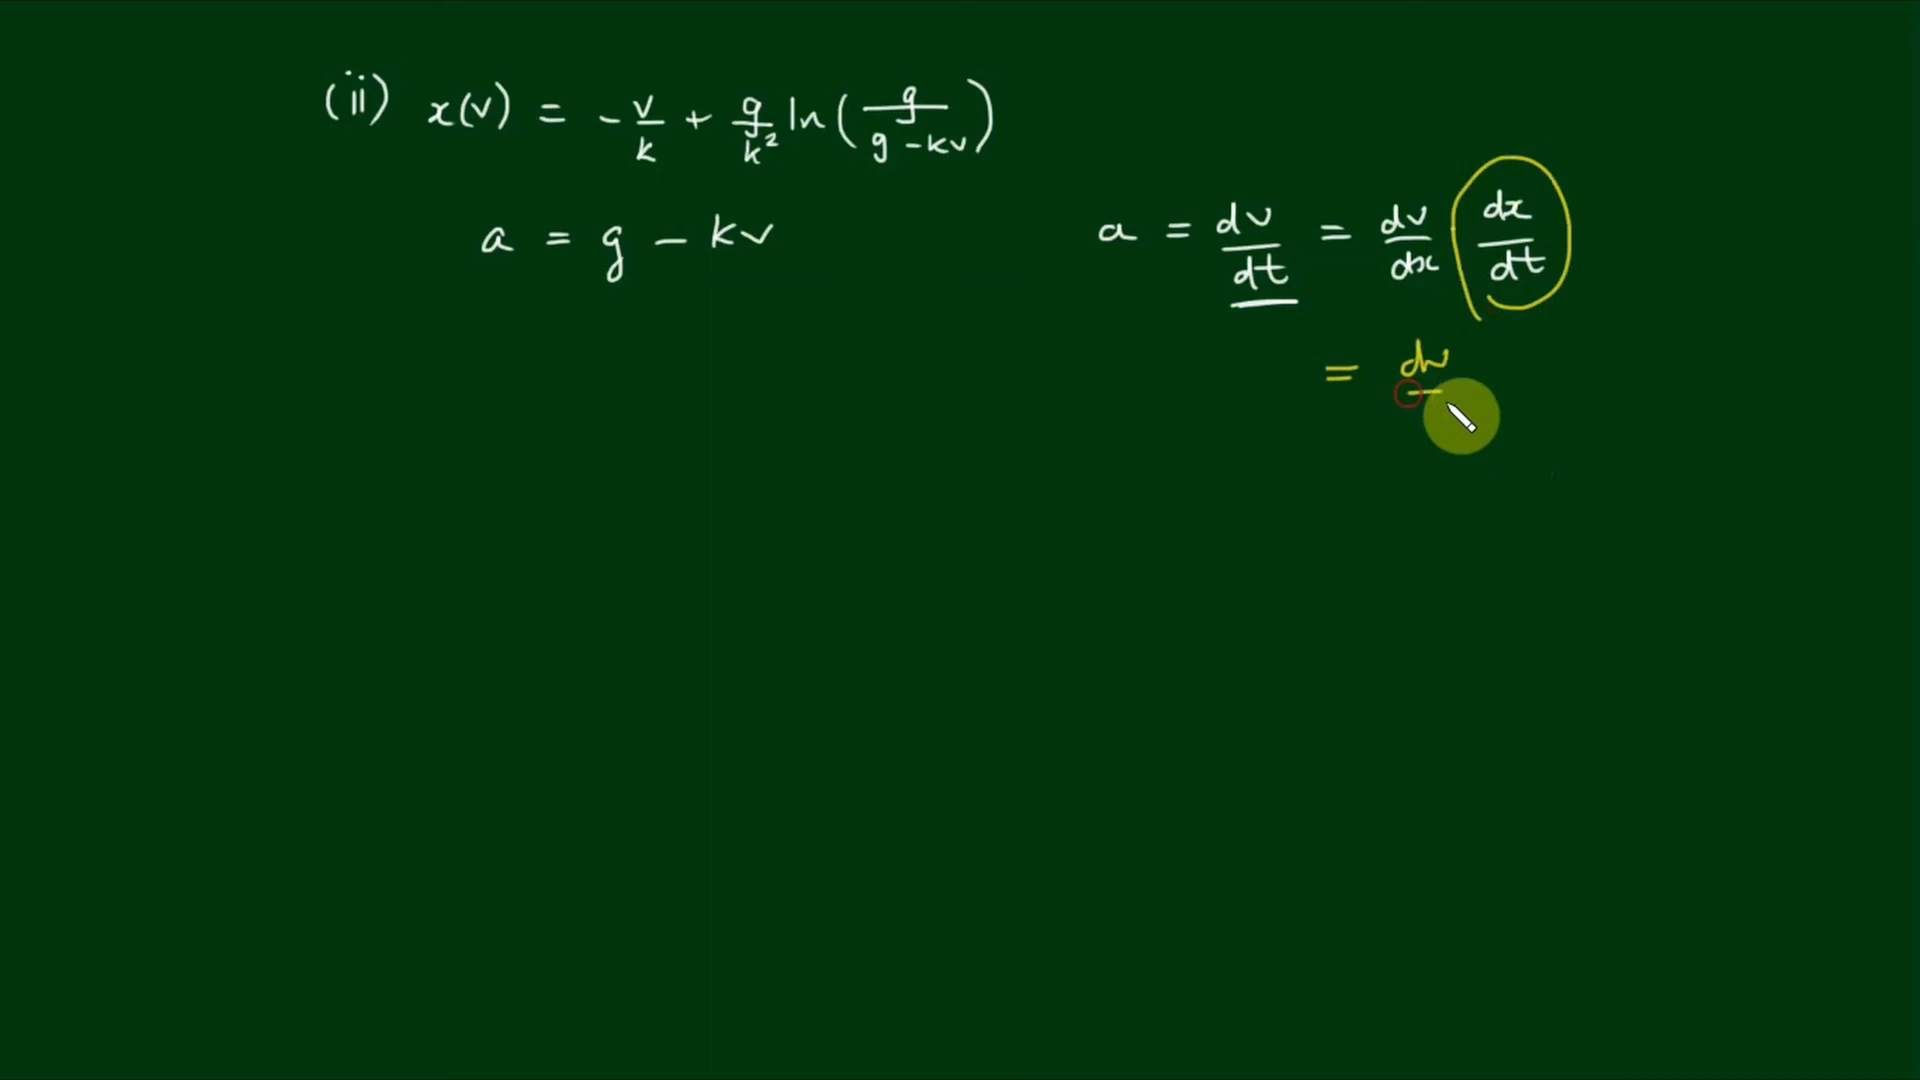 (ii) x(v) = -v/k + g/k² ln(g/(g-kv))
a = g - kv
a = dv/dt = dv/dx dx/dt
= dv